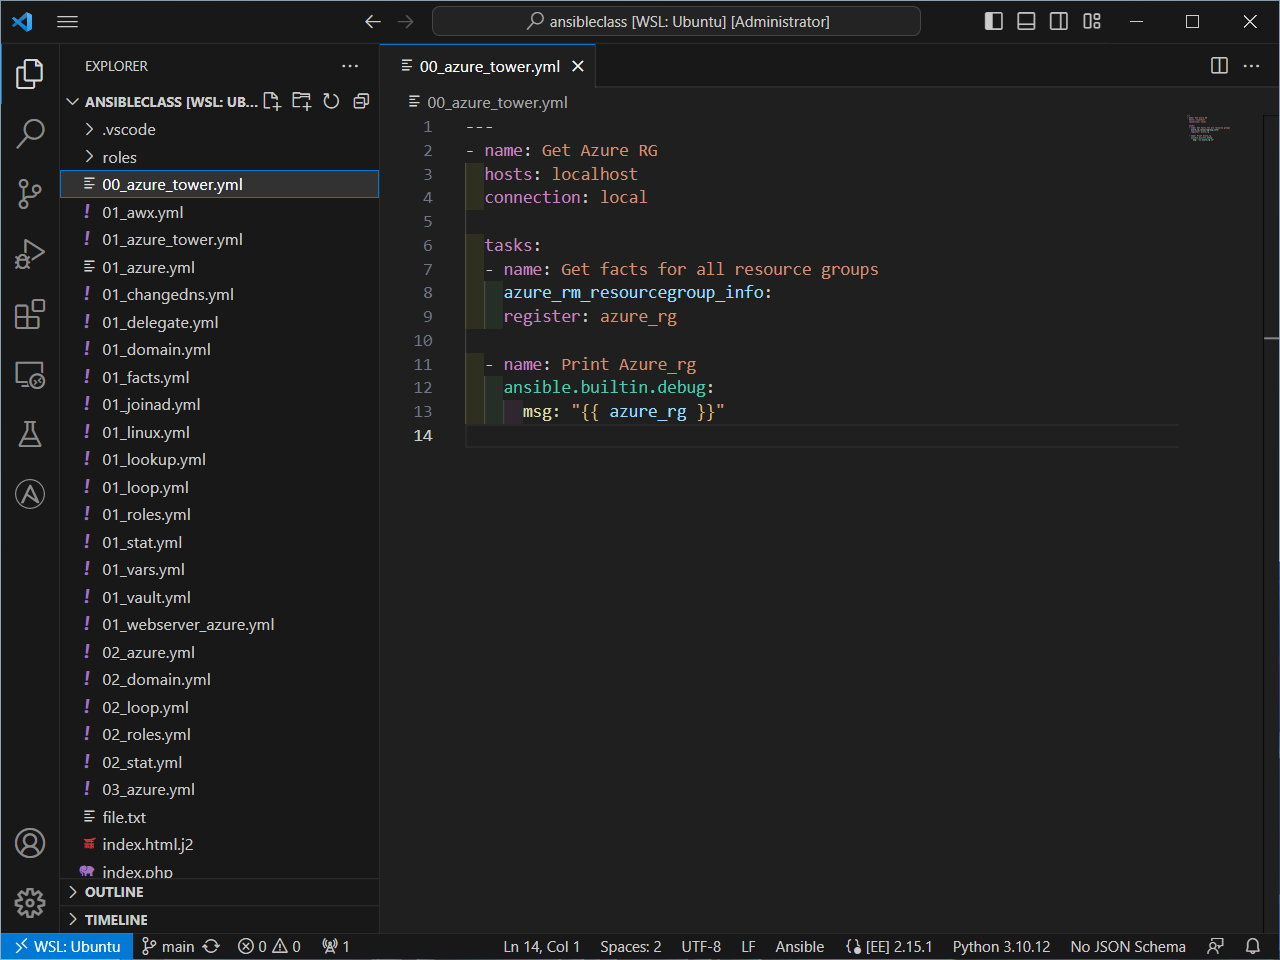 ansibleclass [WSL: Ubuntu] [Administrator]
EXPLORER
00_azure_tower.yml
ANSIBLECLASS [WSL: UB...
00_azure_tower.yml
.vscode
roles
00_azure_tower.yml
01_awx.yml
01_azure_tower.yml
01_azure.yml
01_changedns.yml
01_delegate.yml
01_domain.yml
01_facts.yml
01_joinad.yml
01_linux.yml
01_lookup.yml
01_loop.yml
01_roles.yml
01_stat.yml
01_vars.yml
01_vault.yml
01_webserver_azure.yml
02_azure.yml
02_domain.yml
02_loop.yml
02_roles.yml
02_stat.yml
03_azure.yml
file.txt
index.html.j2
index.php
OUTLINE
TIMELINE
1 ---
2 - name: Get Azure RG
3   hosts: localhost
4   connection: local
5
6   tasks:
7   - name: Get facts for all resource groups
8     azure_rm_resourcegroup_info:
9     register: azure_rg
10
11   - name: Print Azure_rg
12     ansible.builtin.debug:
13       msg: "{{ azure_rg }}"
14
WSL: Ubuntu main 0 0 1 Ln 14, Col 1 Spaces: 2 UTF-8 LF Ansible [EE] 2.15.1 Python 3.10.12 No JSON Schema